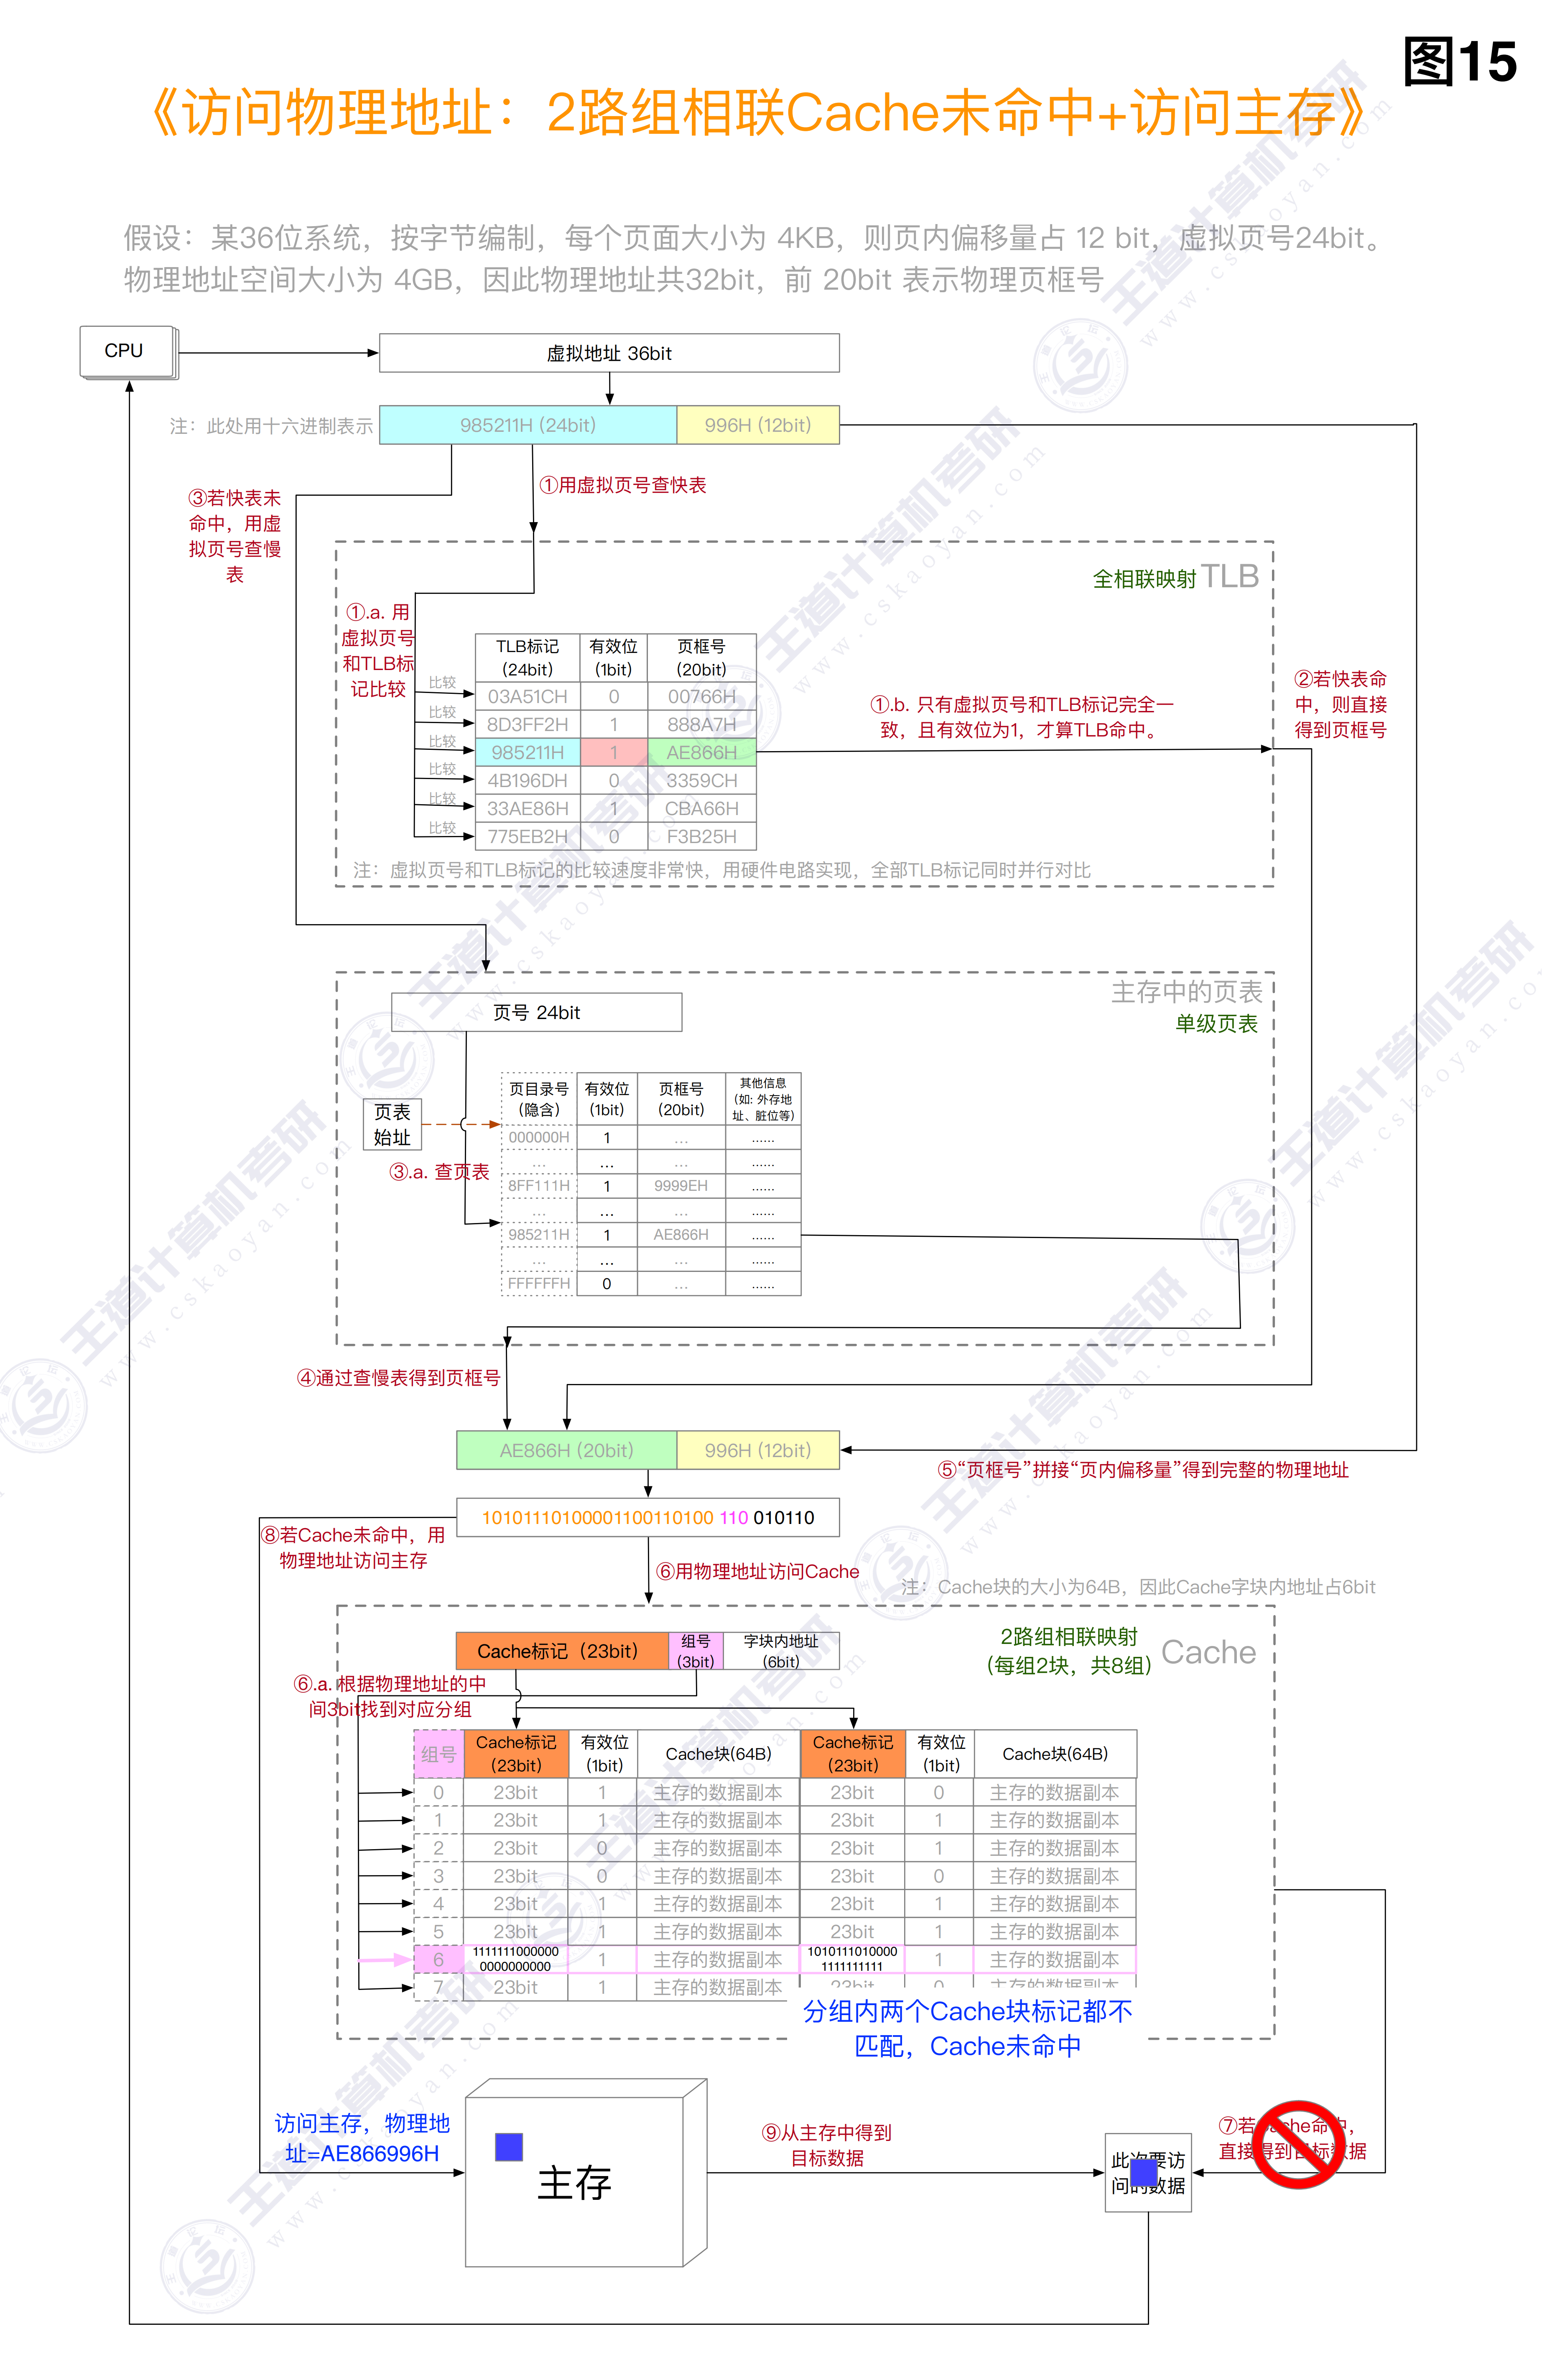 图15
《访问物理地址：2路组相联Cache未命中+访问主存》
假设：某36位系统，按字节编制，每个页面大小为 4KB，则页内偏移量占 12 bit，虚拟页号24bit。
物理地址空间大小为 4GB，因此物理地址共32bit，前 20bit 表示物理页框号
CPU
虚拟地址 36bit
注：此处用十六进制表示
985211H (24bit) 996H (12bit)
①用虚拟页号查快表
③若快表未
命中，用虚
拟页号查慢
表
全相联映射 TLB
①.a. 用
虚拟页号
和TLB标
记比较
TLB标记 有效位 页框号
(24bit) (1bit) (20bit)
比较 03A51CH 0 00766H
比较 8D3FF2H 1 888A7H
比较 985211H 1 AE866H
比较 4B196DH 0 3359CH
比较 33AE86H 1 CBA66H
比较 775EB2H 0 F3B25H
①.b. 只有虚拟页号和TLB标记完全一
致，且有效位为1，才算TLB命中。
②若快表命
中，则直接
得到页框号
注：虚拟页号和TLB标记的比较速度非常快，用硬件电路实现，全部TLB标记同时并行对比
主存中的页表
单级页表
页号 24bit
页表
始址
③.a. 查页表
页目录号 有效位 页框号 其他信息
（隐含） (1bit) (20bit) （如: 外存地
址、脏位等）
000000H 1 ... ......
... ... ... ......
8FF111H 1 9999EH ......
... ... ... ......
985211H 1 AE866H ......
... ... ... ......
FFFFFFH 0 ... ......
④通过查慢表得到页框号
AE866H (20bit) 996H (12bit)
⑤“页框号”拼接“页内偏移量”得到完整的物理地址
10101110100001100110100 110 010110
⑧若Cache未命中，用
物理地址访问主存
⑥用物理地址访问Cache
注：Cache块的大小为64B，因此Cache字块内地址占6bit
2路组相联映射
（每组2块，共8组） Cache
Cache标记（23bit） 组号 字块内地址
(3bit) (6bit)
⑥.a. 根据物理地址的中
间3bit找到对应分组
组号 Cache标记 有效位 Cache块(64B) Cache标记 有效位 Cache块(64B)
(23bit) (1bit) (23bit) (1bit)
0 23bit 1 主存的数据副本 23bit 0 主存的数据副本
1 23bit 1 主存的数据副本 23bit 1 主存的数据副本
2 23bit 0 主存的数据副本 23bit 1 主存的数据副本
3 23bit 0 主存的数据副本 23bit 0 主存的数据副本
4 23bit 1 主存的数据副本 23bit 1 主存的数据副本
5 23bit 1 主存的数据副本 23bit 1 主存的数据副本
6 1111111000000 1 主存的数据副本 1010111010000 1 主存的数据副本
0000000000 1111111111
7 23bit 1 主存的数据副本 23bit 0 主存的数据副本
分组内两个Cache块标记都不
匹配，Cache未命中
访问主存，物理地
址=AE866996H
主存
⑨从主存中得到
目标数据
此次要访
问的数据
⑦若Cache命中，
直接得到目标数据
王道计算机考研
www.cskaoyan.com